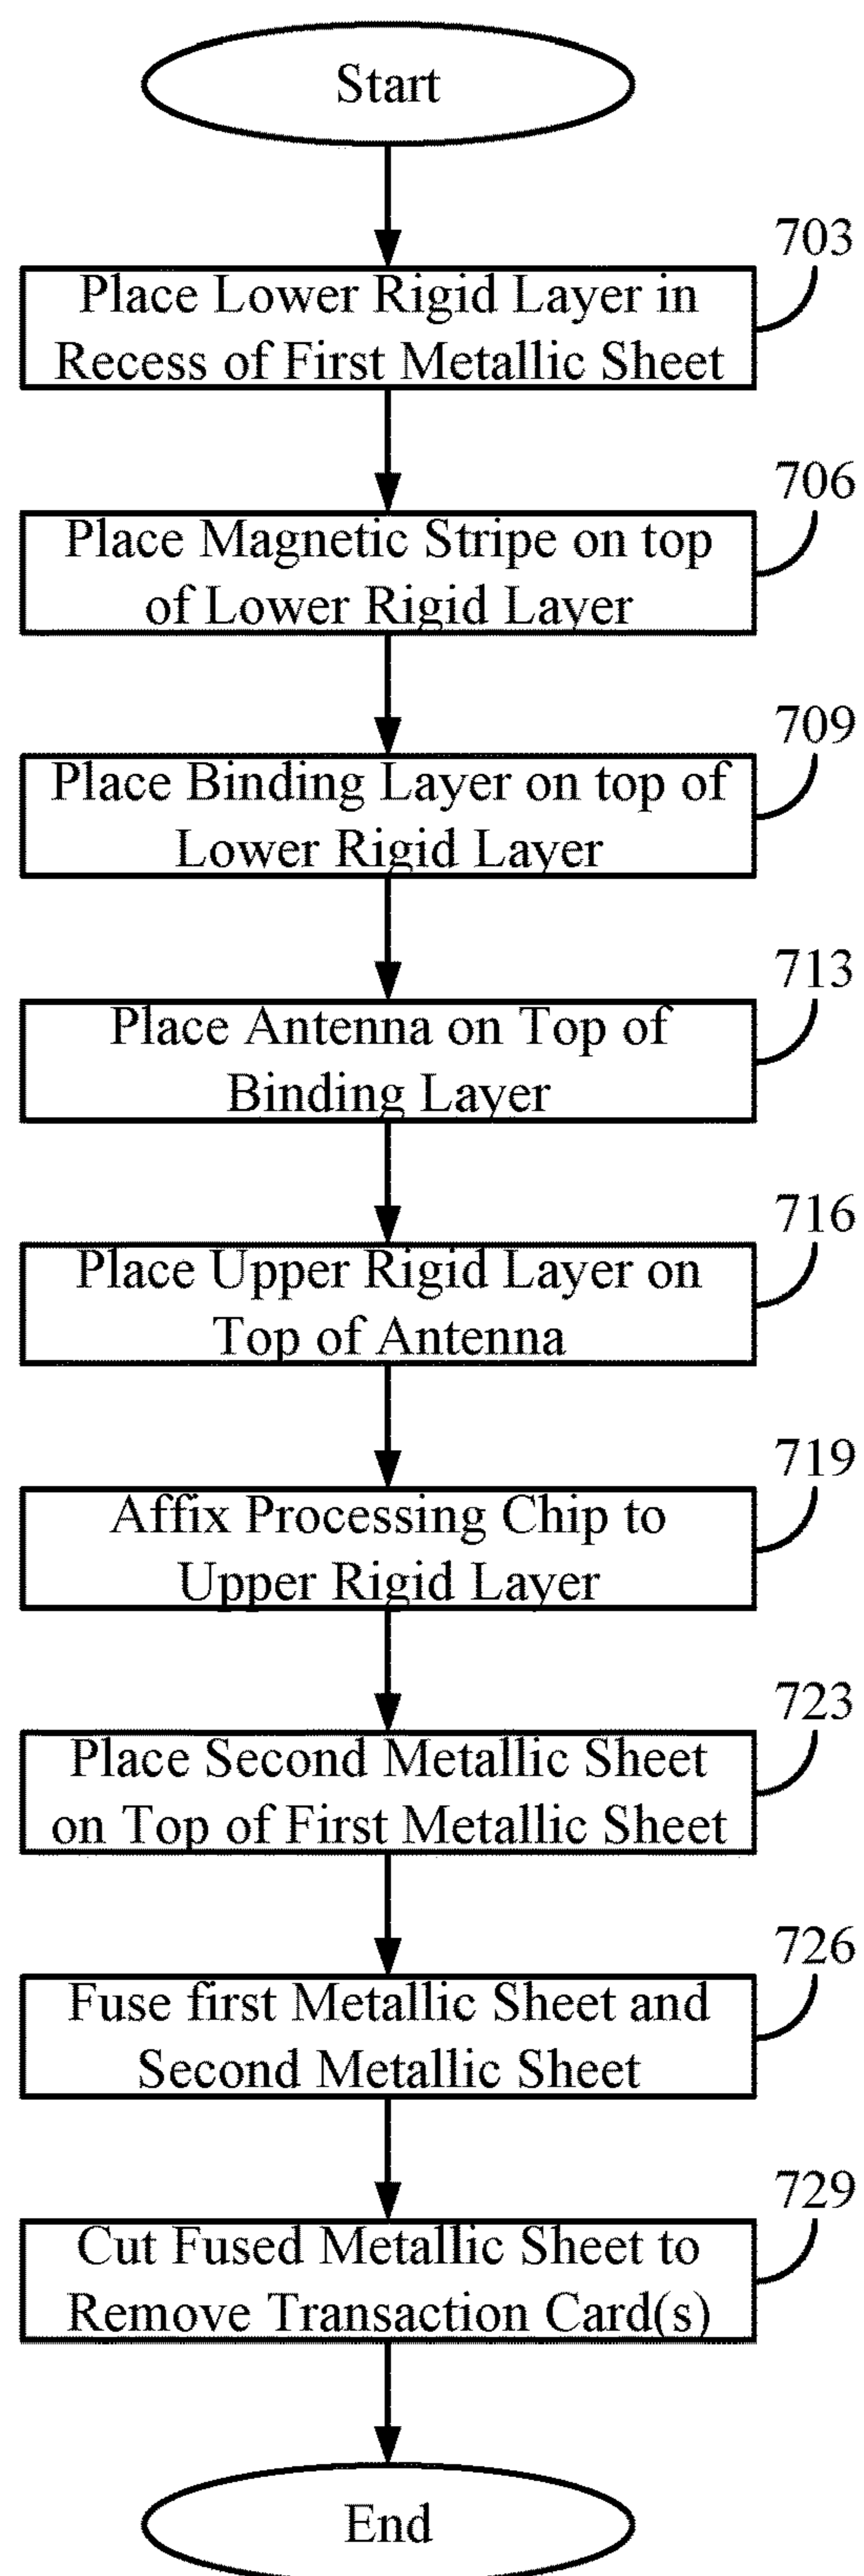 Start
703
Place Lower Rigid Layer in
Recess of First Metallic Sheet
706
Place Magnetic Stripe on top
of Lower Rigid Layer
709
Place Binding Layer on top of
Lower Rigid Layer
713
Place Antenna on Top of
Binding Layer
716
Place Upper Rigid Layer on
Top of Antenna
719
Affix Processing Chip to
Upper Rigid Layer
723
Place Second Metallic Sheet
on Top of First Metallic Sheet
726
Fuse first Metallic Sheet and
Second Metallic Sheet
729
Cut Fused Metallic Sheet to
Remove Transaction Card(s)
End